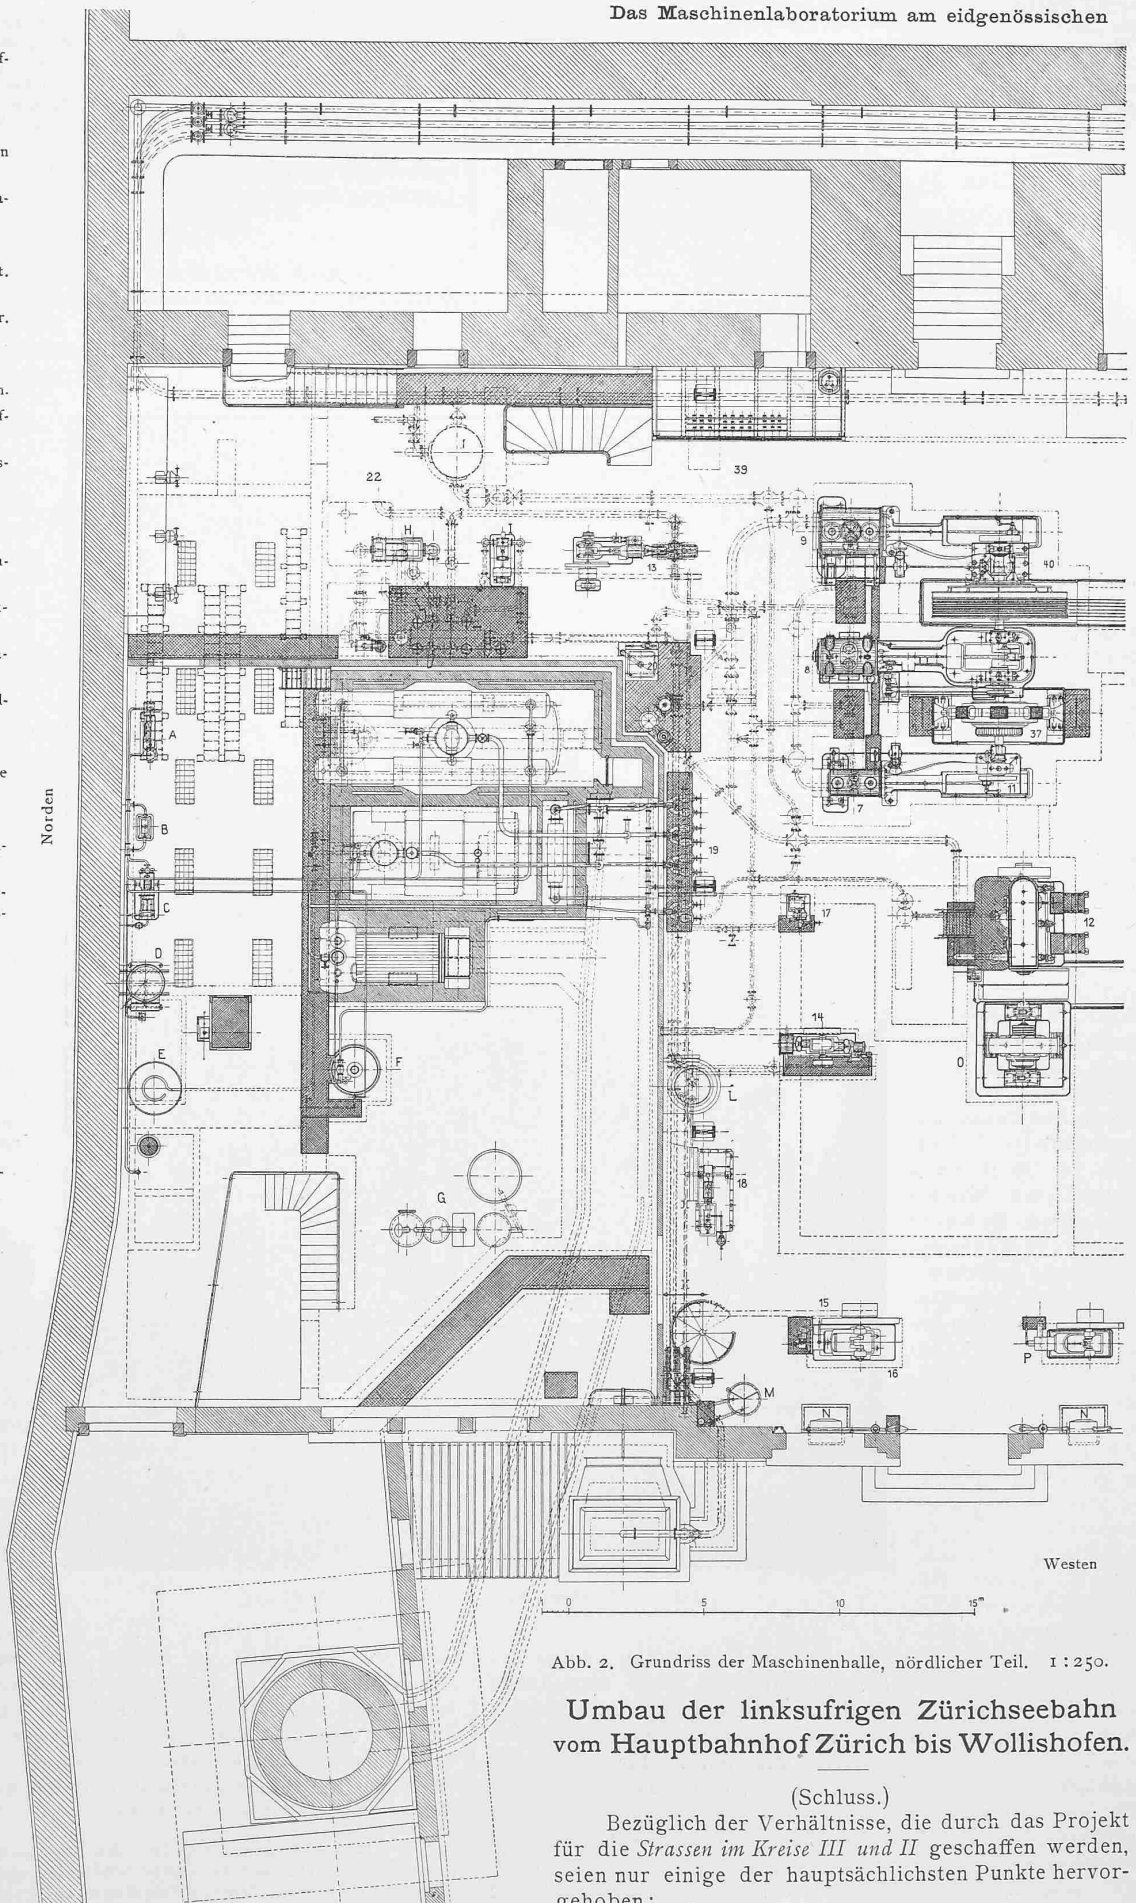 Das Maschinenlaboratorium am eidgenössischen
f-
n
t.
r.
n.
f-
s-
l-
e
J
22
39
H
I
13
9
40
20
8
37
A
7
11
B
19
C
17
12
D
Z
14
E
F
O
L
G
18
15
P
16
M
N
N
Norden
Westen
0 5 10 15m
Abb. 2. Grundriss der Maschinenhalle, nördlicher Teil. 1 : 250.
Umbau der linksufrigen Zürichseebahn
vom Hauptbahnhof Zürich bis Wollishofen.
(Schluss.)
Bezüglich der Verhältnisse, die durch das Projekt
für die Strassen im Kreise III und II geschaffen werden,
seien nur einige der hauptsächlichsten Punkte hervor-
gehoben: